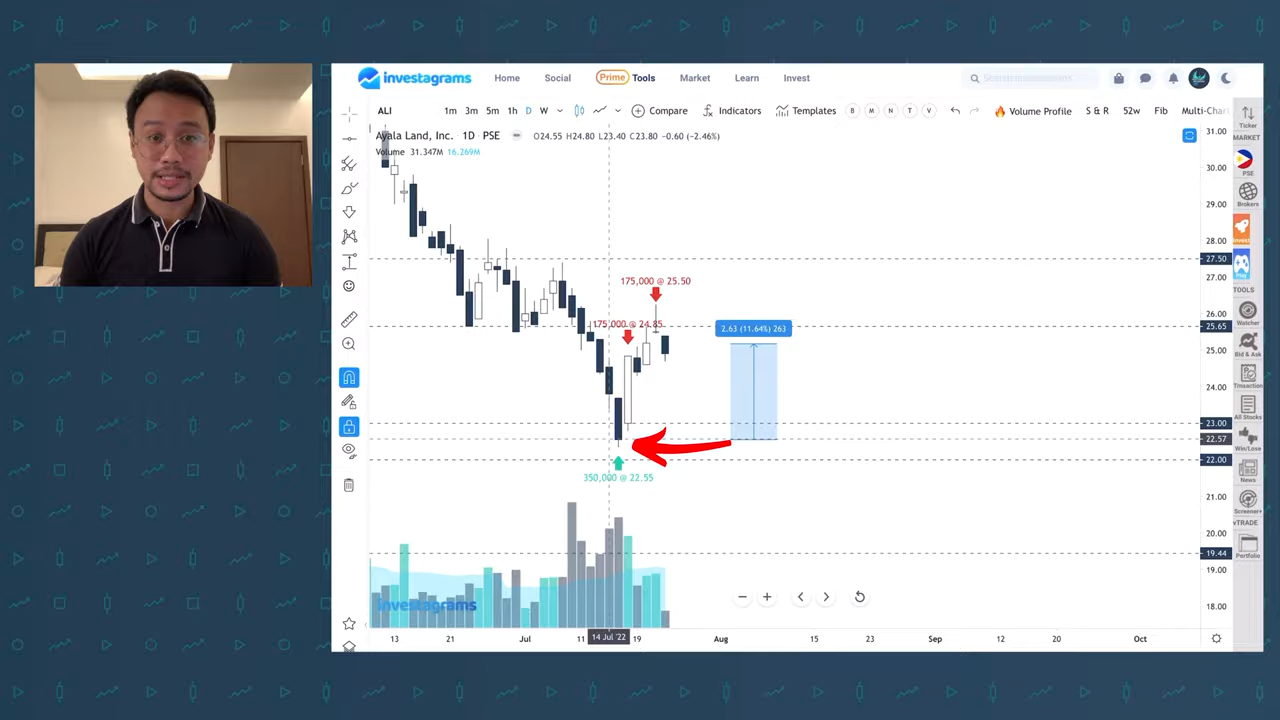 investagrams
Home Social Prime Tools Market Learn Invest
ALI 1m 3m 5m 1h D W Compare Indicators Templates B M N T V Volume Profile S & R 52w Fib Multi-Char
Ayala Land, Inc. · 1D · PSE O24.55 H24.80 L23.40 C23.80 -0.60 (-2.46%)
Volume 31.347M 16.269M
175,000 @ 25.50
175,000 @ 24.85
2.63 (11.64%) 263
350,000 @ 22.55
31.00
30.00
29.00
28.00
27.50
27.00
26.00
25.65
25.00
24.00
23.00
22.57
22.00
21.00
20.00
19.44
19.00
18.00
investagrams
13 21 Jul 11 14 Jul '22 19 Aug 15 23 Sep 12 20 Oct
Ticker
MARKET
PSE
Brokers
TOOLS
Watcher
Bid & Ask
All Stocks
Win/Lose
News
Screener+
vTRADE
Portfolio